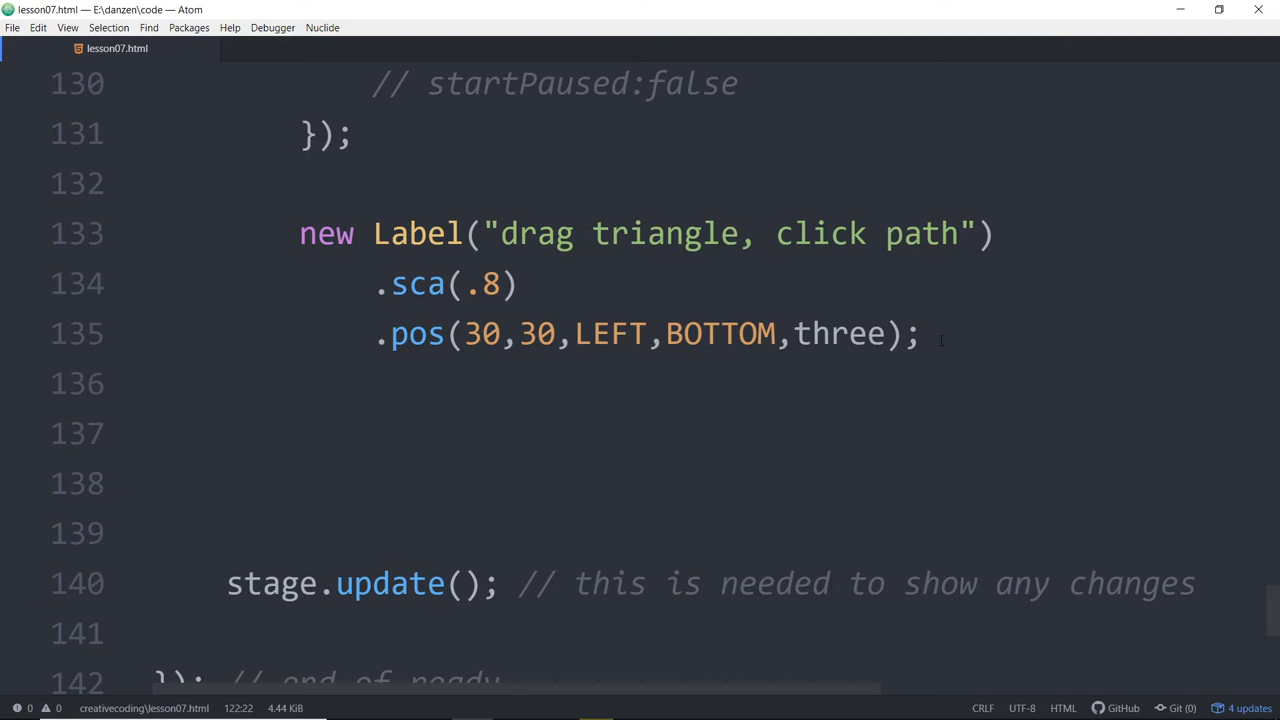 lesson07.html — E:\danzen\code — Atom
File Edit View Selection Find Packages Help Debugger Nuclide
lesson07.html
130 // startPaused:false
131 });
132
133 new Label("drag triangle, click path")
134 .sca(.8)
135 .pos(30,30,LEFT,BOTTOM,three);
136
137
138
139
140 stage.update(); // this is needed to show any changes
141
142 }); // end of ready
0 0 creativecoding\lesson07.html 122:22 4.44 KiB CRLF UTF-8 HTML GitHub Git (0) 4 updates